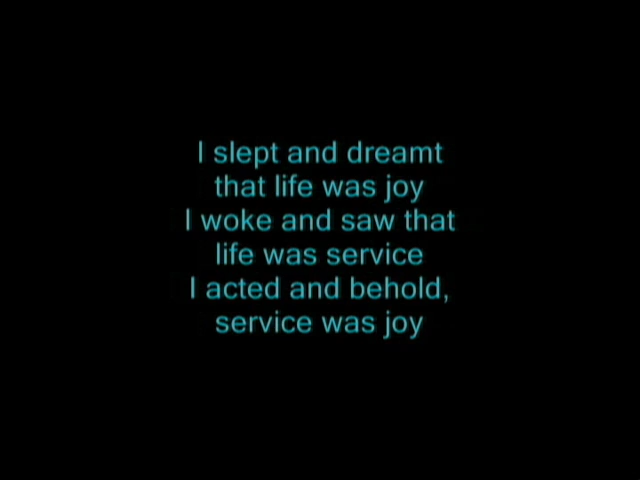 I slept and dreamt
that life was joy
I woke and saw that
life was service
I acted and behold,
service was joy